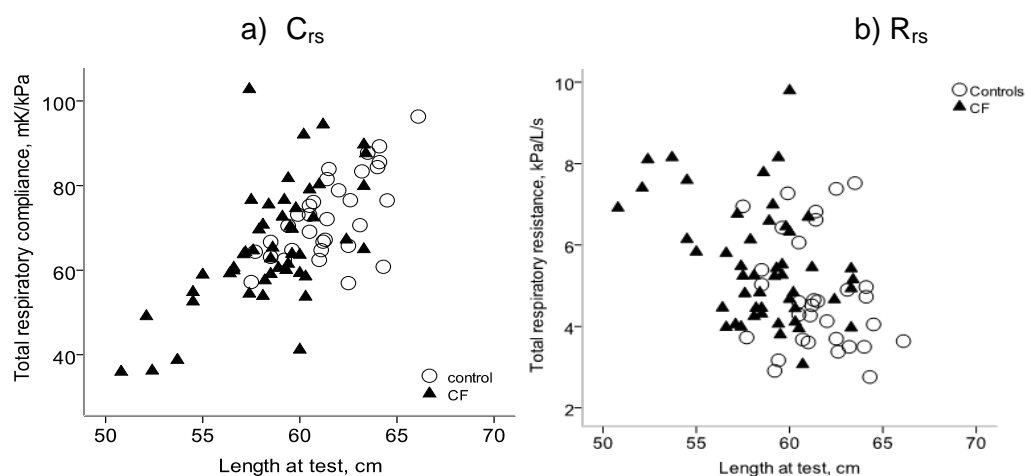 a) Crs
Total respiratory compliance, mK/kPa
100
80
60
40
control
CF
50 55 60 65 70
Length at test, cm
b) Rrs
Total respiratory resistance, kPa/L/s
10
8
6
4
2
Controls
CF
50 55 60 65 70
Length at test, cm